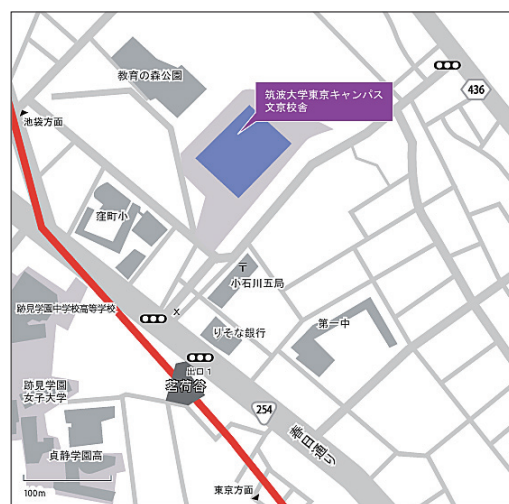 教育の森公園
筑波大学東京キャンパス
文京校舎
436
池袋方面
窪町小
〒
小石川五局
跡見学園中学校高等学校
X
りそな銀行
第一中
出口1
茗荷谷
跡見学園
女子大学
254
春日通り
貞静学園高
100m
東京方面